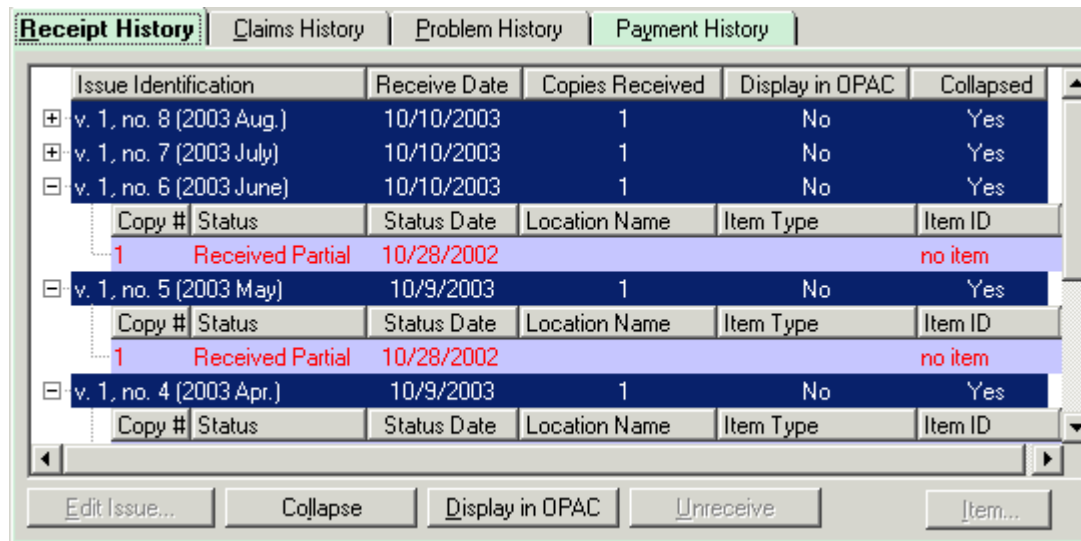 Receipt History Claims History Problem History Payment History
Issue Identification Receive Date Copies Received Display in OPAC Collapsed
v. 1, no. 8 (2003 Aug.) 10/10/2003 1 No Yes
v. 1, no. 7 (2003 July) 10/10/2003 1 No Yes
v. 1, no. 6 (2003 June) 10/10/2003 1 No Yes
Copy # Status Status Date Location Name Item Type Item ID
1 Received Partial 10/28/2002 no item
v. 1, no. 5 (2003 May) 10/9/2003 1 No Yes
Copy # Status Status Date Location Name Item Type Item ID
1 Received Partial 10/28/2002 no item
v. 1, no. 4 (2003 Apr.) 10/9/2003 1 No Yes
Copy # Status Status Date Location Name Item Type Item ID
Edit Issue... Collapse Display in OPAC Unreceive Item...